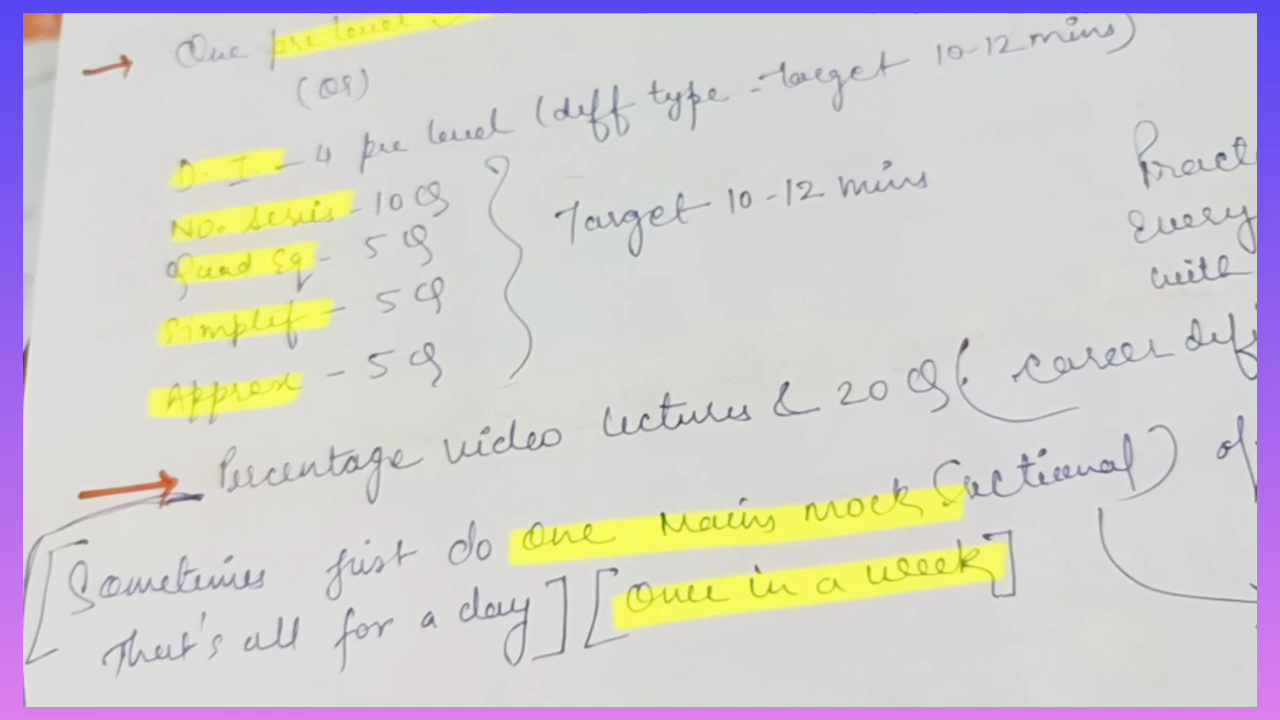 → One pre level
(OR)
D. I - 4 pre level (diff type - Target 10-12 mins)
No. series - 10 Q
Quad Eq - 5 Q
Simplif - 5 Q
Approx - 5 Q
Target 10-12 mins
Pract
Every
with
→ Percentage video lectures & 20 Q (career def
[Sometimes just do one Mains Mock (sectional) of
That's all for a day] [Once in a week]